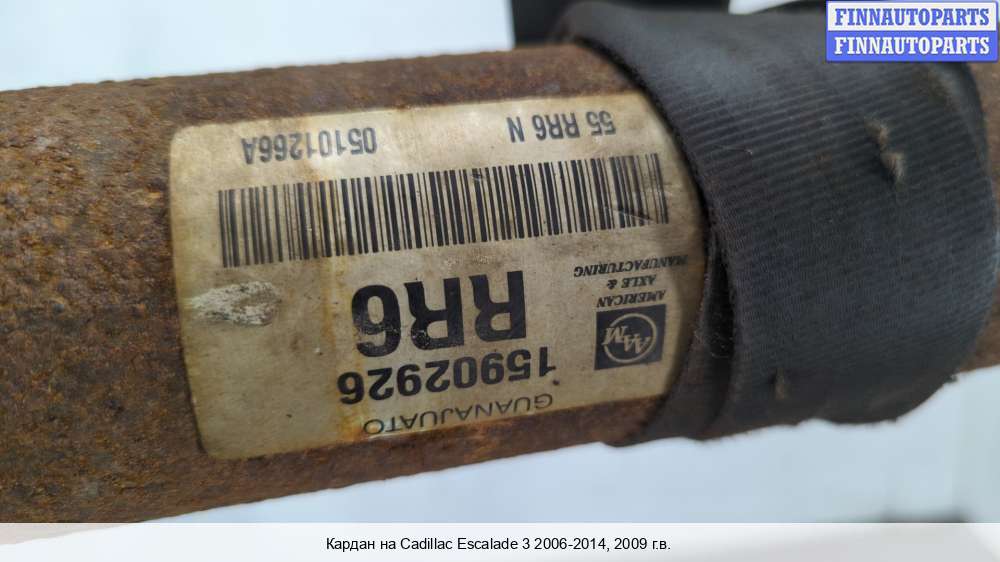 FINNAUTOPARTS
FINNAUTOPARTS
GUANAJUATO
15902926
RR6
AAM
AMERICAN
AXLE &
MANUFACTURING
55 RR6 N
05101266A
Кардан на Cadillac Escalade 3 2006-2014, 2009 г.в.